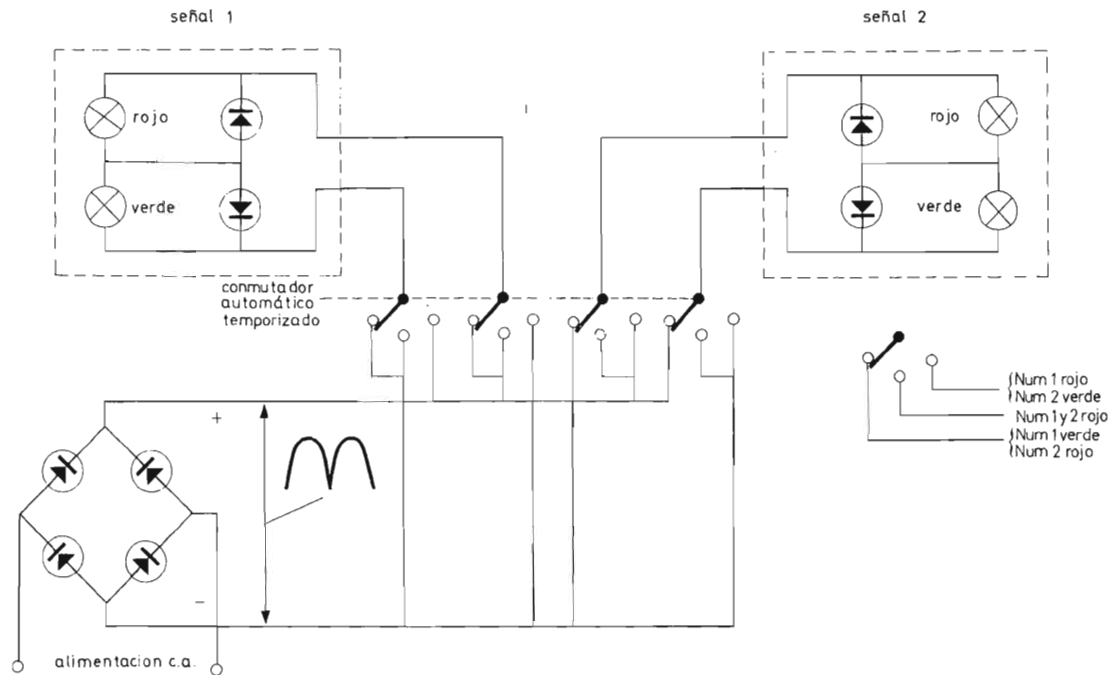 señal 1
señal 2
rojo
verde
rojo
verde
conmutador
automático
temporizado
Num 1 rojo
Num 2 verde
Num 1 y 2 rojo
Num 1 verde
Num 2 rojo
+
−
alimentacion c.a.